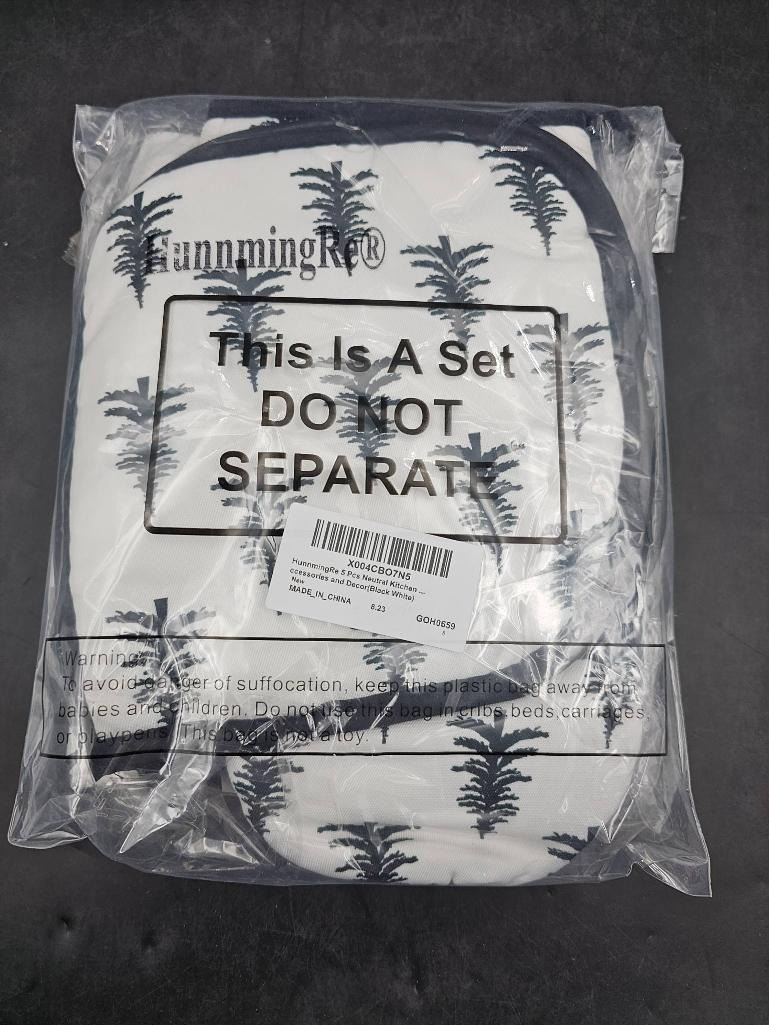 HunnmingRe®
This Is A Set
DO NOT
SEPARATE
X004CBO7N5
HunnmingRe 5 Pcs Neutral Kitchen ...
ccessories and Decor(Black White)
New
MADE_IN_CHINA 8.23 GOH0659
5
Warning:
To avoid danger of suffocation, keep this plastic bag away from
babies and children. Do not use this bag in cribs, beds, carriages,
or playpens. This bag is not a toy.